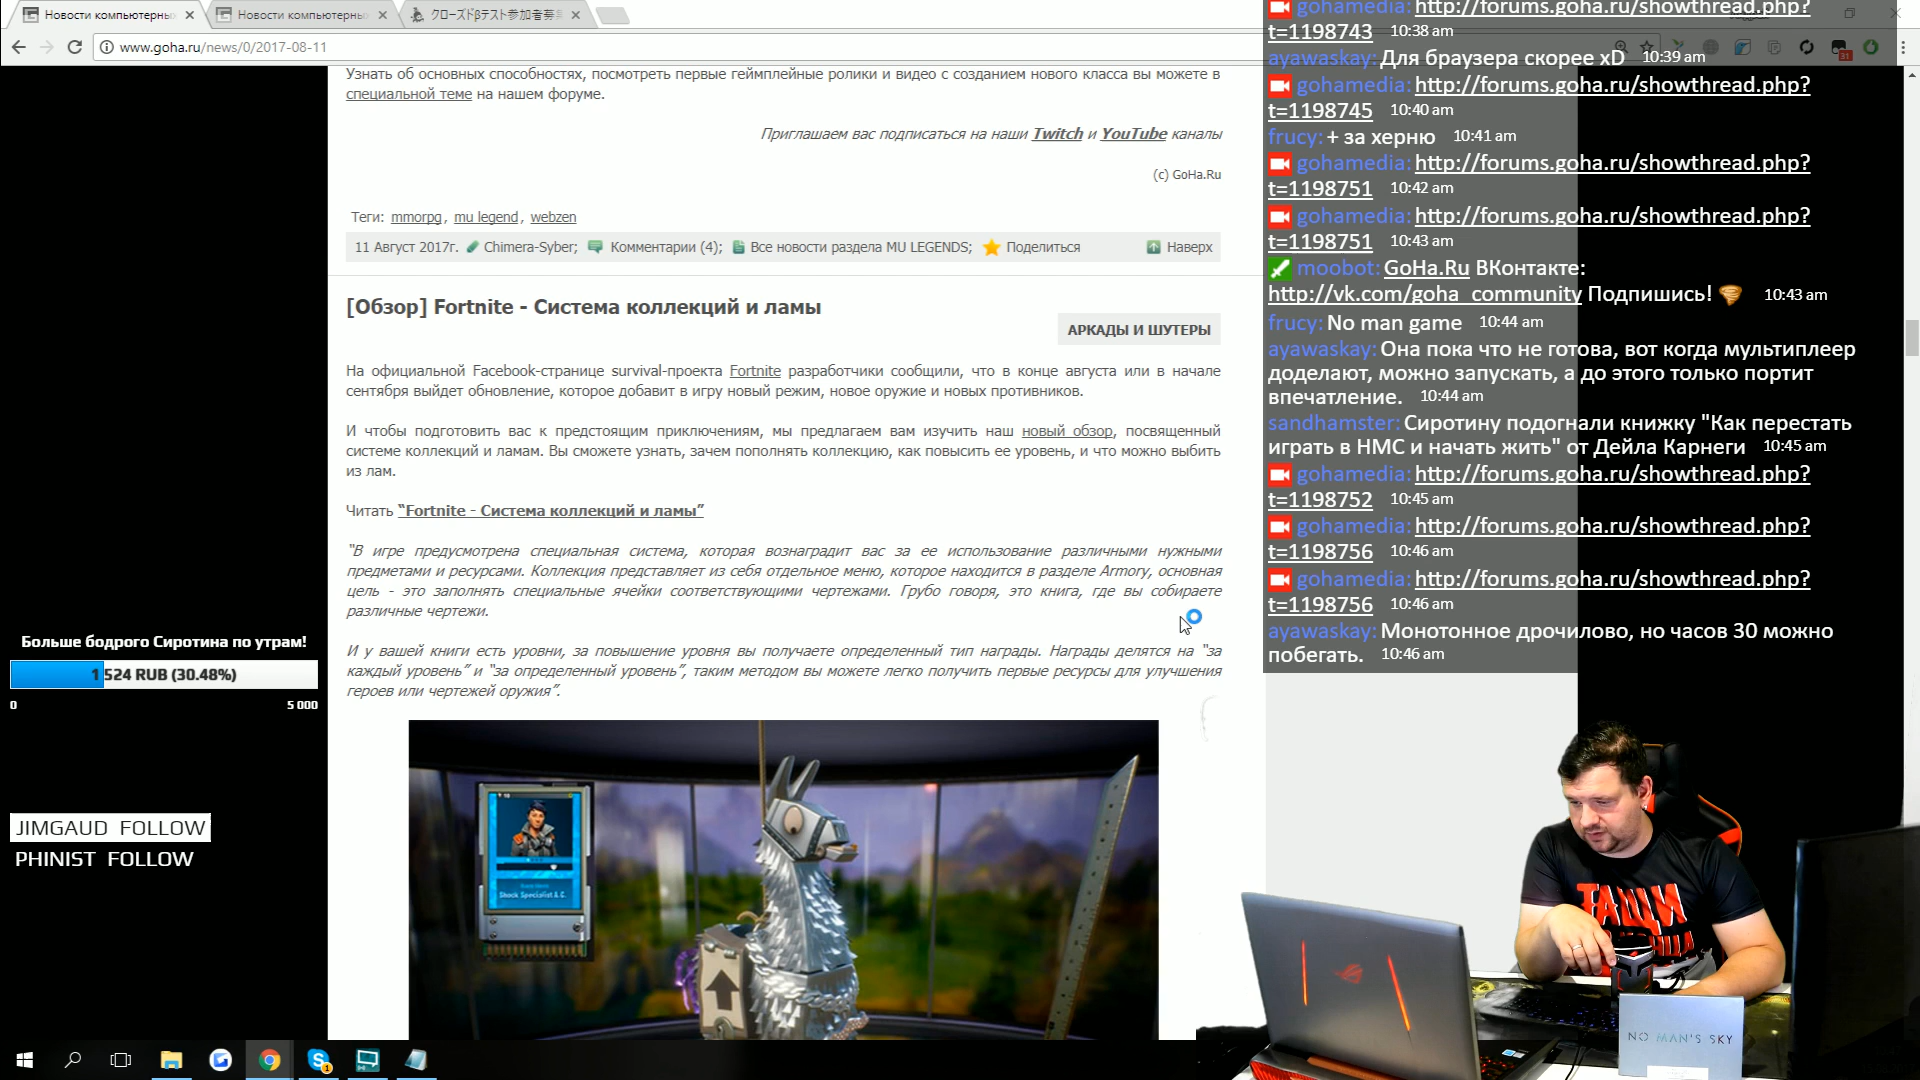 Новости компьютерны
Новости компьютерны
クローズドβテスト参加者募
www.goha.ru/news/0/2017-08-11
Узнать об основных способностях, посмотреть первые геймплейные ролики и видео с созданием нового класса вы можете в
специальной теме на нашем форуме.
Приглашаем вас подписаться на наши Twitch и YouTube каналы
(c) GoHa.Ru
Теги: mmorpg, mu legend, webzen
11 Август 2017г. Chimera-Syber; Комментарии (4); Все новости раздела MU LEGENDS; Поделиться Наверх
[Обзор] Fortnite - Система коллекций и ламы
АРКАДЫ И ШУТЕРЫ
На официальной Facebook-странице survival-проекта Fortnite разработчики сообщили, что в конце августа или в начале
сентября выйдет обновление, которое добавит в игру новый режим, новое оружие и новых противников.
И чтобы подготовить вас к предстоящим приключениям, мы предлагаем вам изучить наш новый обзор, посвященный
системе коллекций и ламам. Вы сможете узнать, зачем пополнять коллекцию, как повысить ее уровень, и что можно выбить
из лам.
Читать “Fortnite - Система коллекций и ламы”
“В игре предусмотрена специальная система, которая вознаградит вас за ее использование различными нужными
предметами и ресурсами. Коллекция представляет из себя отдельное меню, которое находится в разделе Armory, основная
цель - это заполнять специальные ячейки соответствующими чертежами. Грубо говоря, это книга, где вы собираете
различные чертежи.
И у вашей книги есть уровни, за повышение уровня вы получаете определенный тип награды. Награды делятся на “за
каждый уровень” и “за определенный уровень”, таким методом вы можете легко получить первые ресурсы для улучшения
героев или чертежей оружия”.
Shock Specialist A.C.
Больше бодрого Сиротина по утрам!
1 524 RUB (30.48%)
0 5 000
JIMGAUD FOLLOW
PHINIST FOLLOW
gohamedia: http://forums.goha.ru/showthread.php?
t=1198743 10:38 am
ayawaskay: Для браузера скорее xD 10:39 am
gohamedia: http://forums.goha.ru/showthread.php?
t=1198745 10:40 am
frucy: + за херню 10:41 am
gohamedia: http://forums.goha.ru/showthread.php?
t=1198751 10:42 am
gohamedia: http://forums.goha.ru/showthread.php?
t=1198751 10:43 am
moobot: GoHa.Ru ВКонтакте:
http://vk.com/goha_community Подпишись! 10:43 am
frucy: No man game 10:44 am
ayawaskay: Она пока что не готова, вот когда мультиплеер
доделают, можно запускать, а до этого только портит
впечатление. 10:44 am
sandhamster: Сиротину подогнали книжку "Как перестать
играть в НМС и начать жить" от Дейла Карнеги 10:45 am
gohamedia: http://forums.goha.ru/showthread.php?
t=1198752 10:45 am
gohamedia: http://forums.goha.ru/showthread.php?
t=1198756 10:46 am
gohamedia: http://forums.goha.ru/showthread.php?
t=1198756 10:46 am
ayawaskay: Монотонное дрочилово, но часов 30 можно
побегать. 10:46 am
ТАЩИ
NO MAN'S SKY